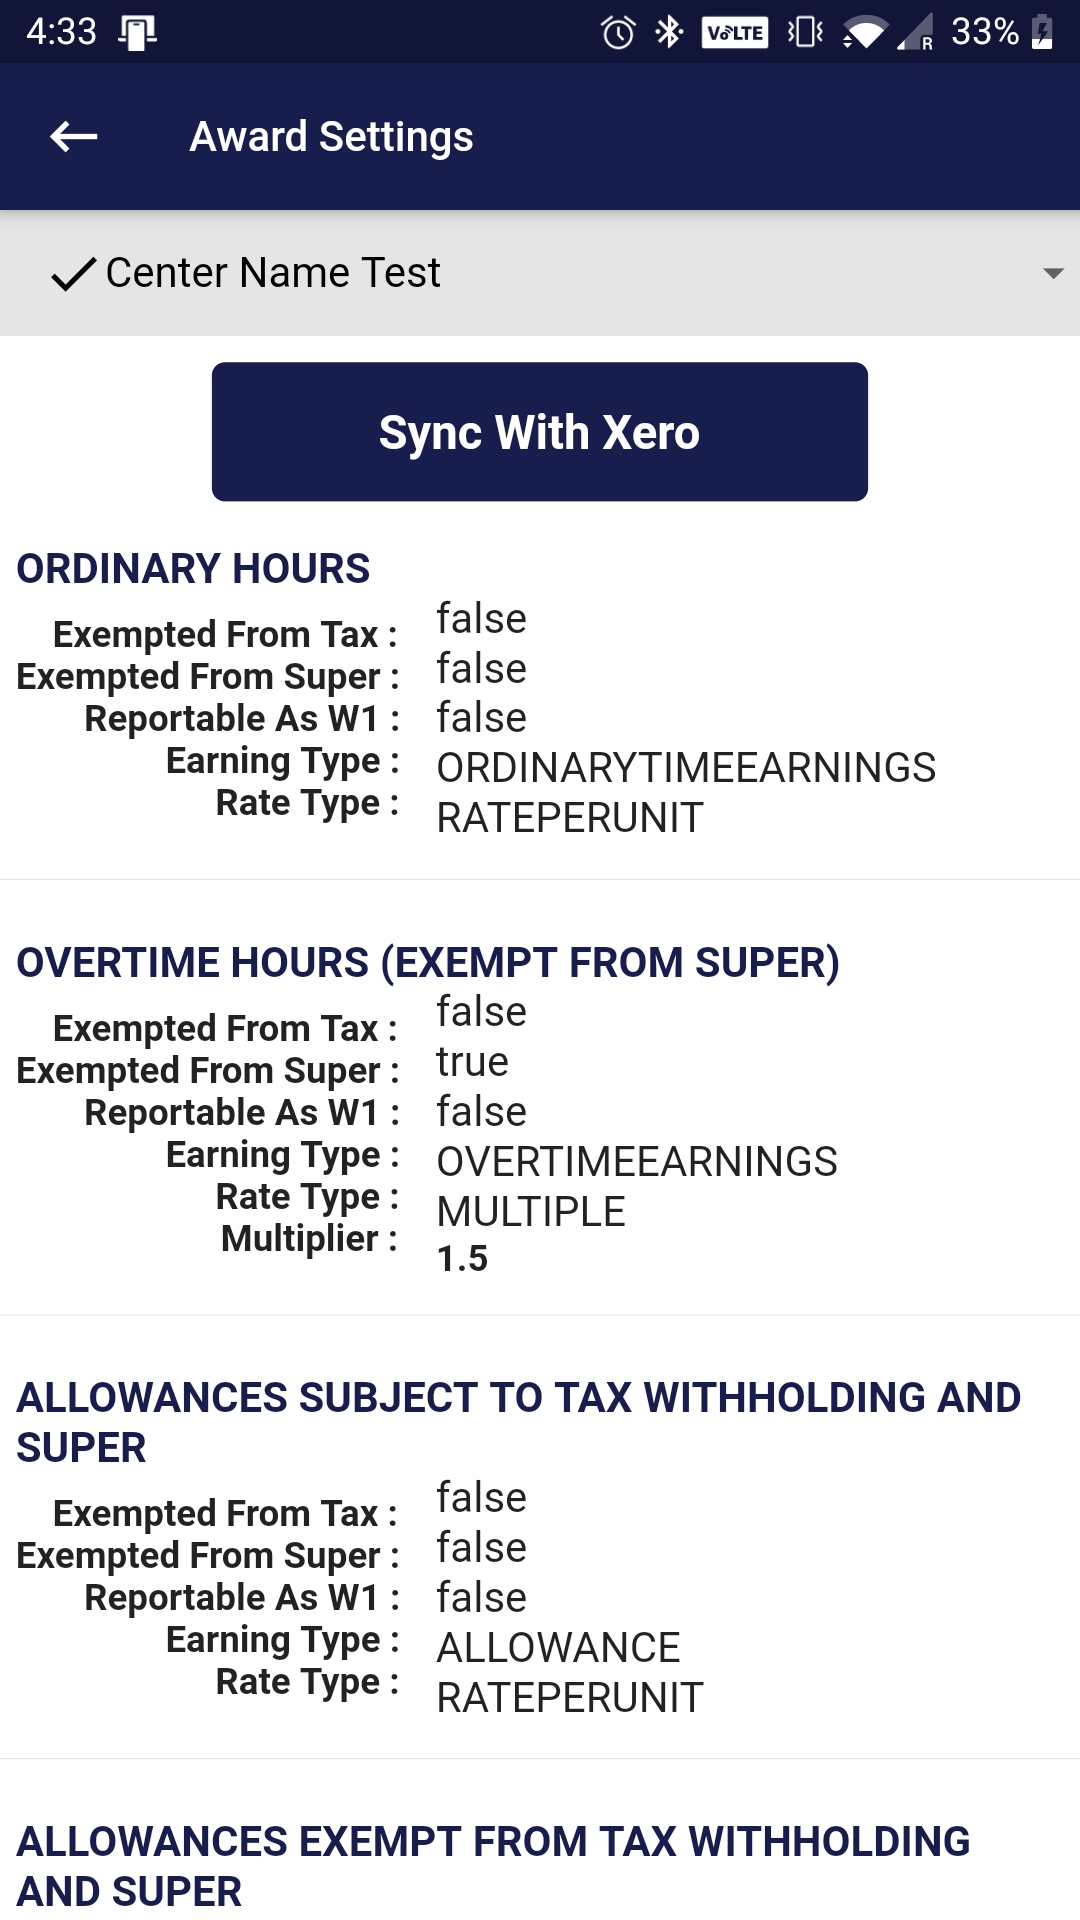 4:33
VoLTE
R
33%
Award Settings
Center Name Test
Sync With Xero
ORDINARY HOURS
Exempted From Tax : false
Exempted From Super : false
Reportable As W1 : false
Earning Type : ORDINARYTIMEEARNINGS
Rate Type : RATEPERUNIT
OVERTIME HOURS (EXEMPT FROM SUPER)
Exempted From Tax : false
Exempted From Super : true
Reportable As W1 : false
Earning Type : OVERTIMEEARNINGS
Rate Type : MULTIPLE
Multiplier : 1.5
ALLOWANCES SUBJECT TO TAX WITHHOLDING AND
SUPER
Exempted From Tax : false
Exempted From Super : false
Reportable As W1 : false
Earning Type : ALLOWANCE
Rate Type : RATEPERUNIT
ALLOWANCES EXEMPT FROM TAX WITHHOLDING
AND SUPER